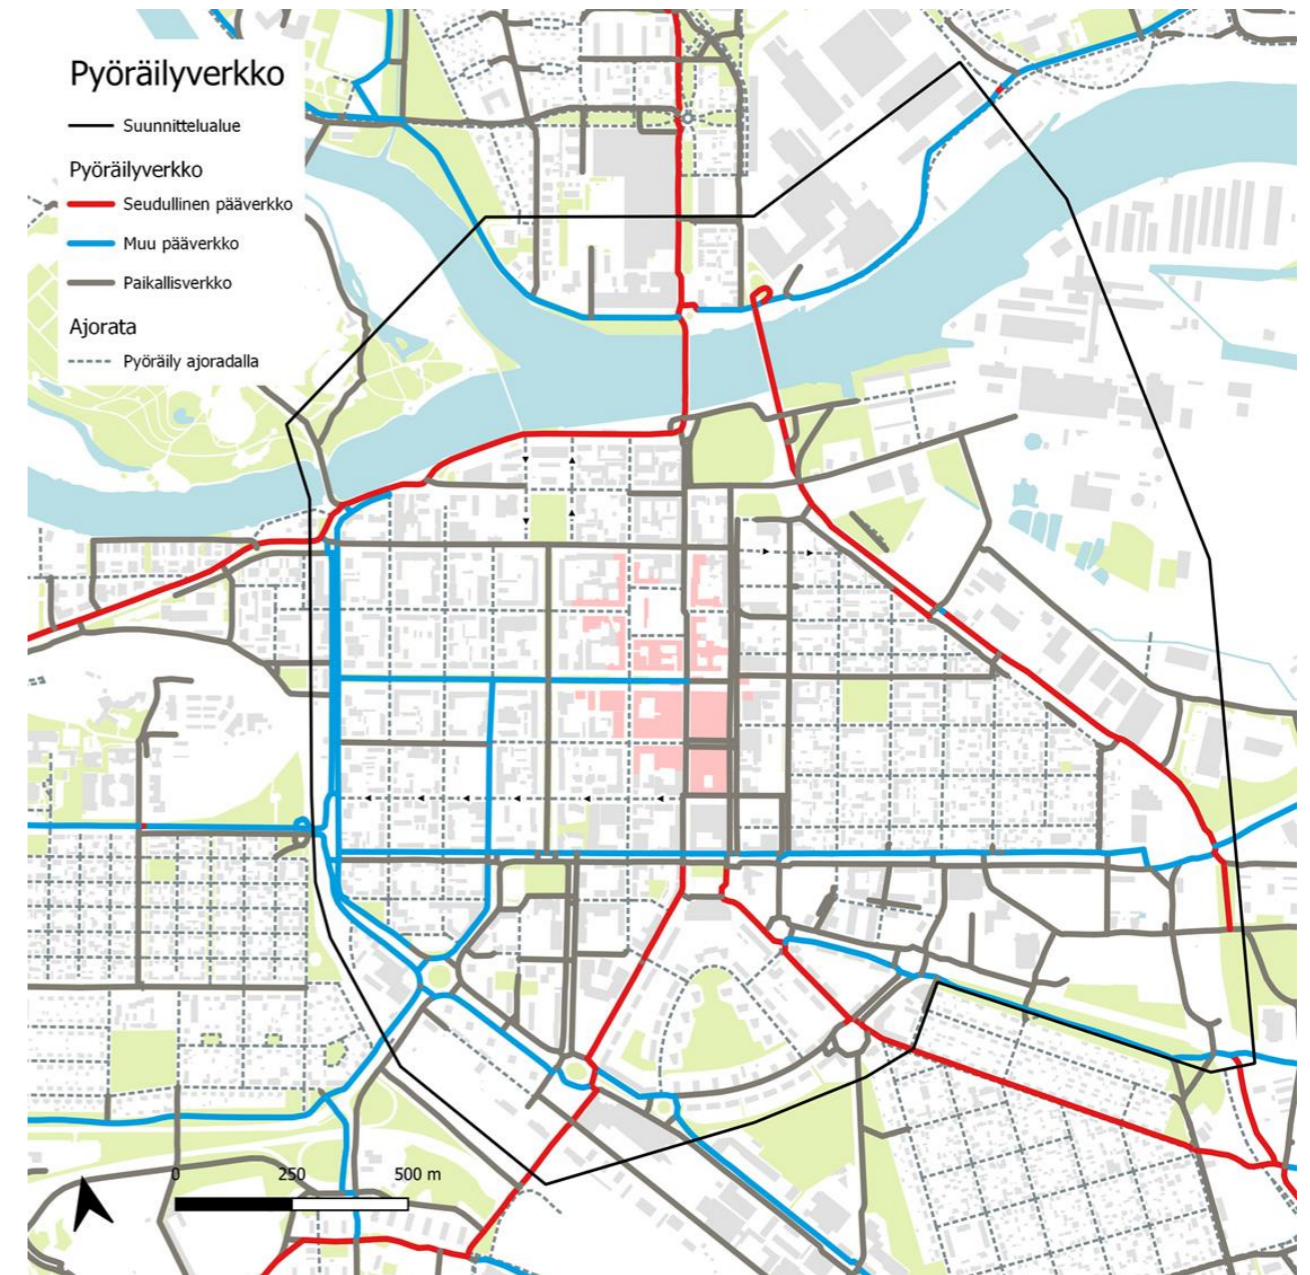 Pyöräilyverkko
Suunnittelualue
Pyöräilyverkko
Seudullinen pääverkko
Muu pääverkko
Paikallisverkko
Ajorata
Pyöräily ajoradalla
0 250 500 m